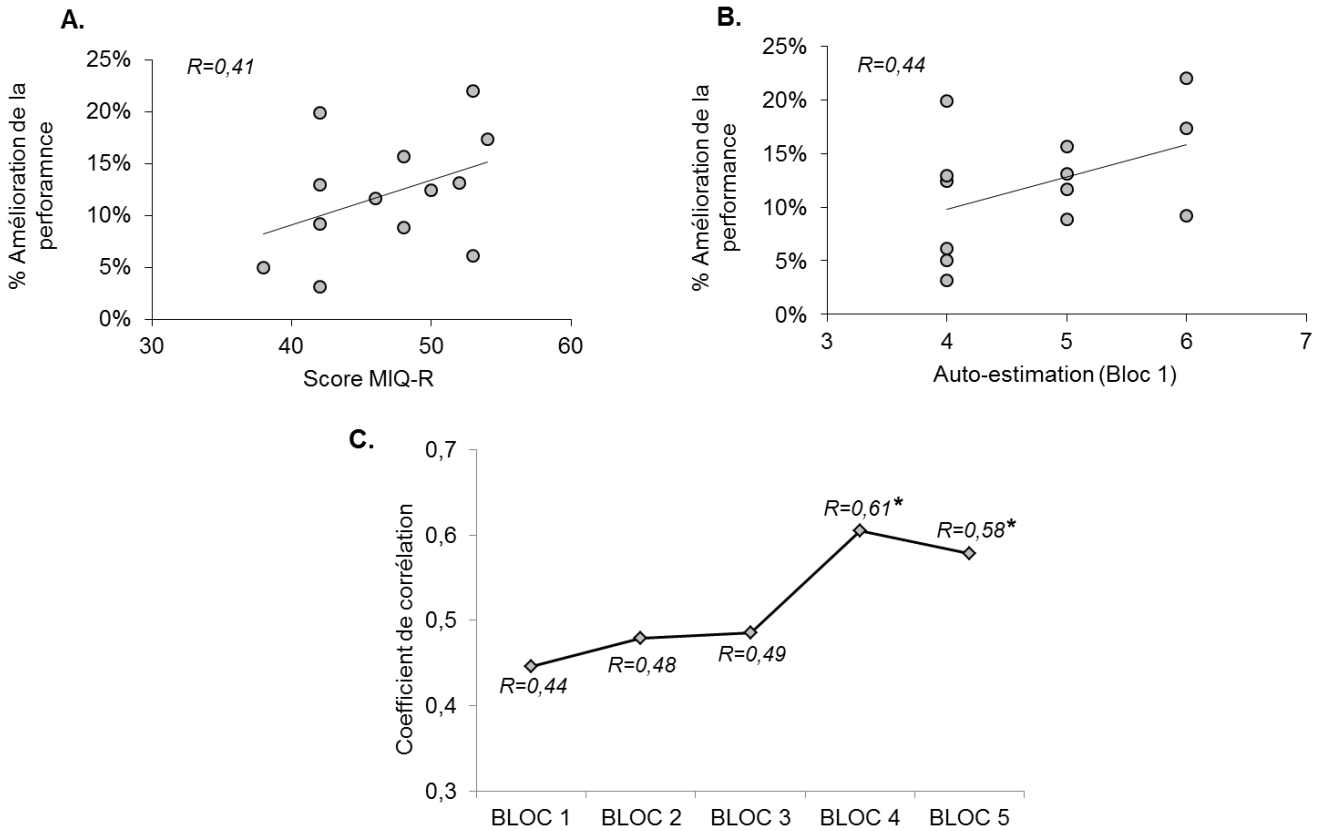 A.
R=0,41
% Amélioration de la
perforamnce
25%
20%
15%
10%
5%
0%
30 40 50 60
Score MIQ-R
B.
R=0,44
% Amélioration de la
performance
25%
20%
15%
10%
5%
0%
3 4 5 6 7
Auto-estimation (Bloc 1)
C.
Coefficient de corrélation
0,7
0,6
0,5
0,4
0,3
R=0,44
R=0,48
R=0,49
R=0,61*
R=0,58*
BLOC 1 BLOC 2 BLOC 3 BLOC 4 BLOC 5